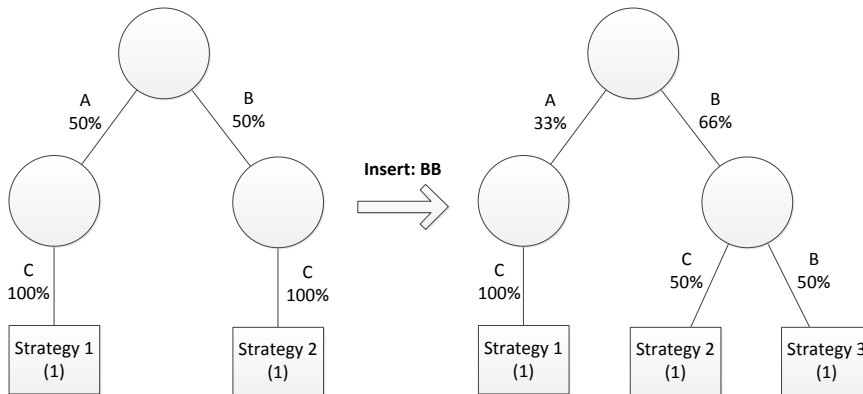 A
50%
B
50%
C
100%
C
100%
Strategy 1
(1)
Strategy 2
(1)
Insert: BB
A
33%
B
66%
C
100%
C
50%
B
50%
Strategy 1
(1)
Strategy 2
(1)
Strategy 3
(1)